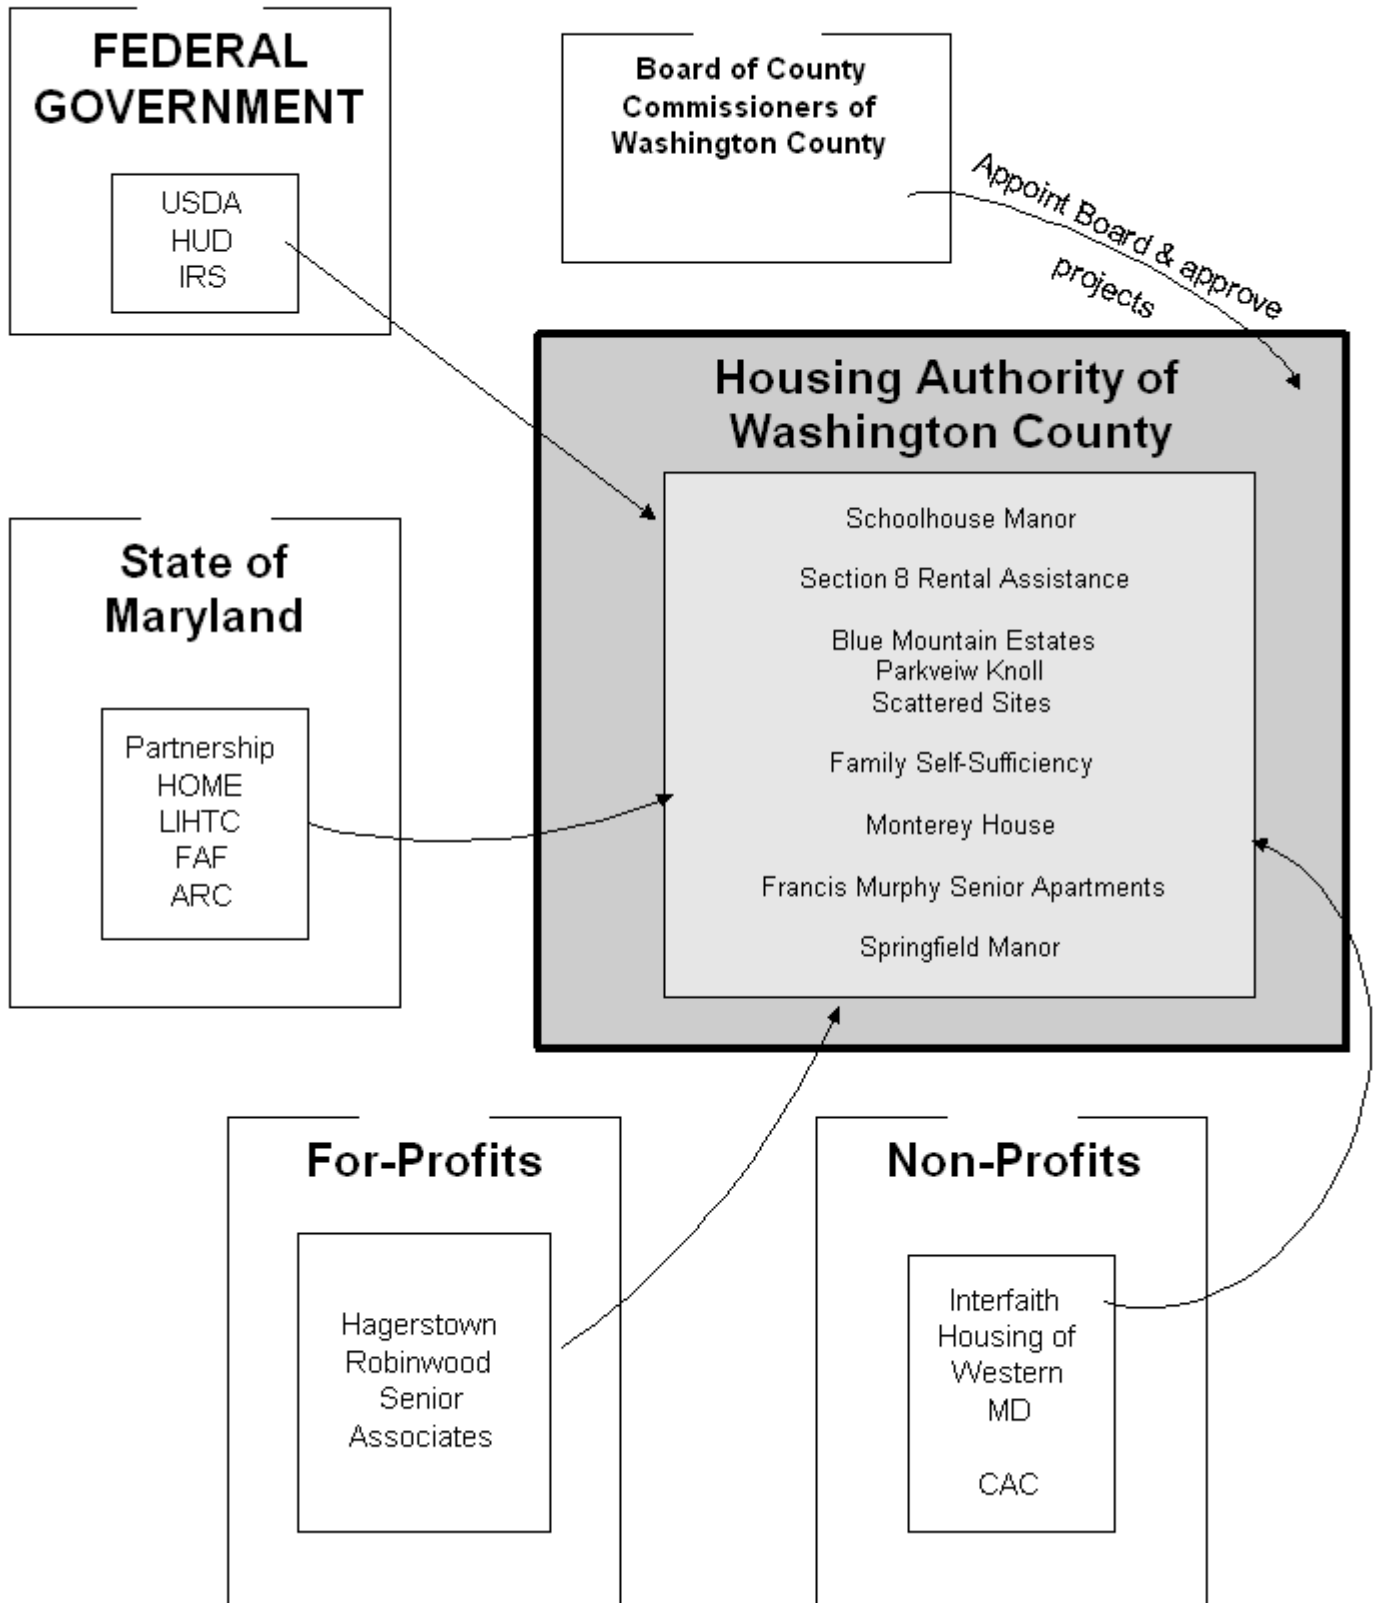 FEDERAL
GOVERNMENT
USDA
HUD
IRS
Board of County
Commissioners of
Washington County
Appoint Board & approve
projects
Housing Authority of
Washington County
Schoolhouse Manor
Section 8 Rental Assistance
Blue Mountain Estates
Parkveiw Knoll
Scattered Sites
Family Self-Sufficiency
Monterey House
Francis Murphy Senior Apartments
Springfield Manor
State of
Maryland
Partnership
HOME
LIHTC
FAF
ARC
For-Profits
Hagerstown
Robinwood
Senior
Associates
Non-Profits
Interfaith
Housing of
Western
MD
CAC